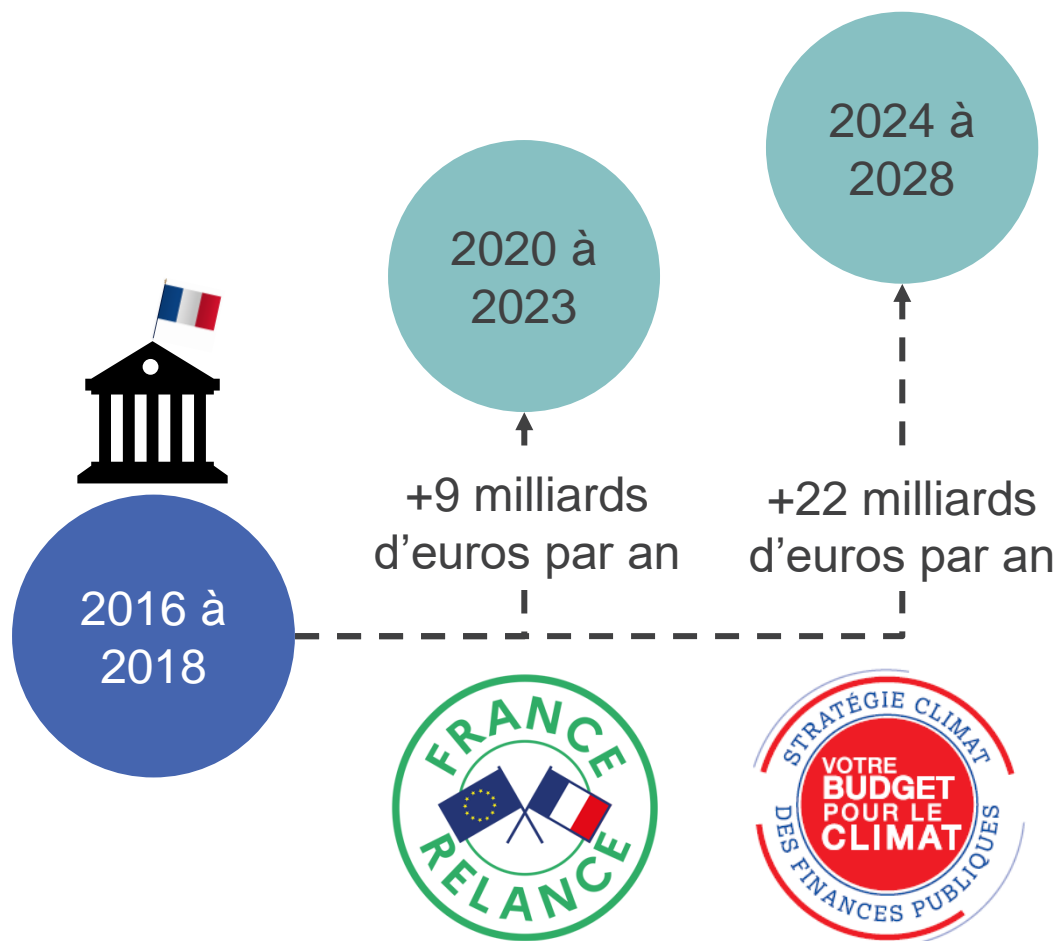 2016 à
2018
2020 à
2023
+9 milliards
d’euros par an
2024 à
2028
+22 milliards
d’euros par an
FRANCE
RELANCE
STRATÉGIE CLIMAT
VOTRE
BUDGET
POUR LE
CLIMAT
DES FINANCES PUBLIQUES